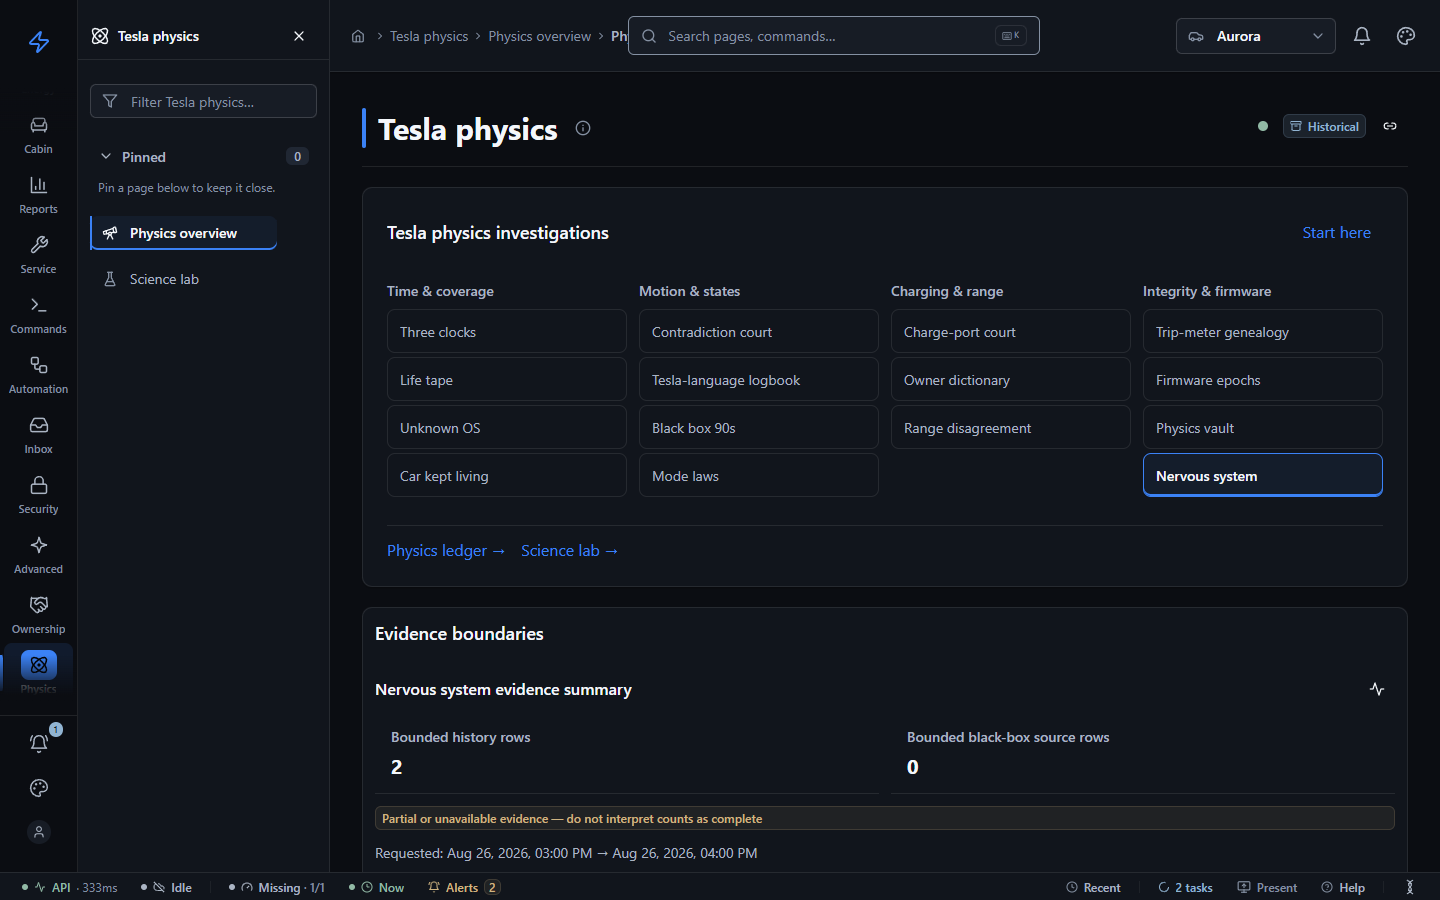 Tesla physics
Tesla physics
Physics overview
Ph
Search pages, commands...
K
Aurora
Filter Tesla physics...
Pinned
0
Pin a page below to keep it close.
Physics overview
Science lab
Cabin
Reports
Service
Commands
Automation
Inbox
Security
Advanced
Ownership
Physics
1
Tesla physics
Historical
Tesla physics investigations
Start here
Time & coverage
Three clocks
Life tape
Unknown OS
Car kept living
Motion & states
Contradiction court
Tesla-language logbook
Black box 90s
Mode laws
Charging & range
Charge-port court
Owner dictionary
Range disagreement
Integrity & firmware
Trip-meter genealogy
Firmware epochs
Physics vault
Nervous system
Physics ledger →
Science lab →
Evidence boundaries
Nervous system evidence summary
Bounded history rows
2
Bounded black-box source rows
0
Partial or unavailable evidence — do not interpret counts as complete
Requested: Aug 26, 2026, 03:00 PM → Aug 26, 2026, 04:00 PM
API · 333ms
Idle
Missing · 1/1
Now
Alerts 2
Recent
2 tasks
Present
Help